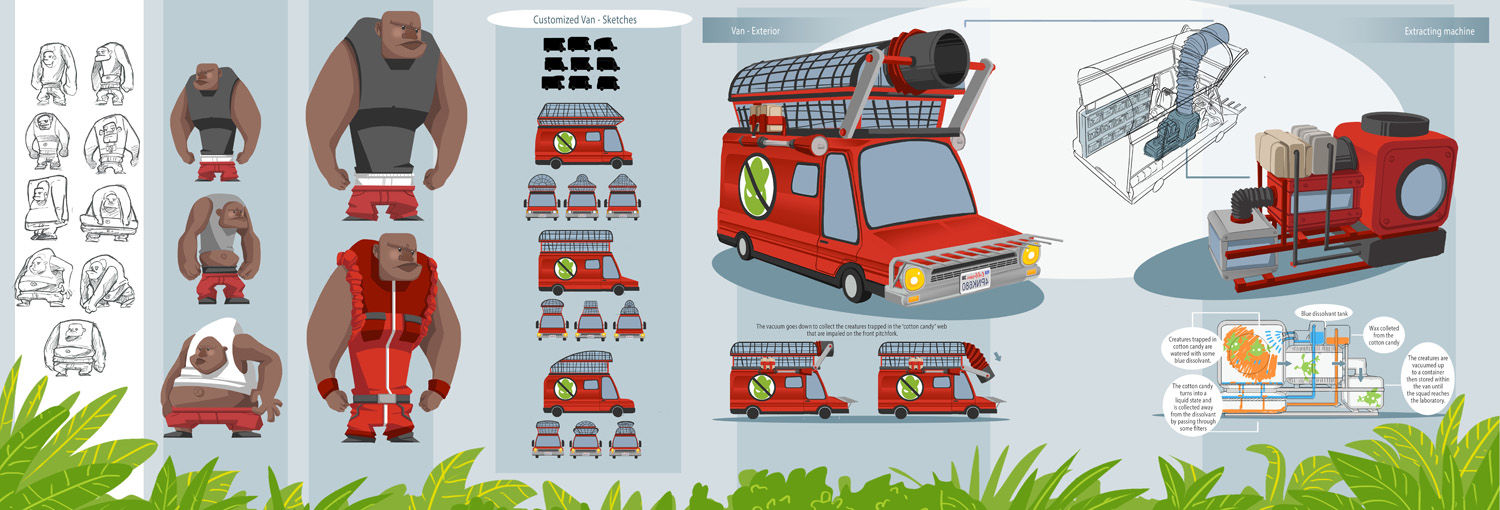 Customized Van - Sketches
Van - Exterior
Extracting machine
The vacuum goes down to collect the creatures trapped in the "cotton candy" web
that are impaled on the front pitchfork.
Blue dissolvant tank
Creatures trapped in
cotton candy are
watered with some
blue dissolvant.
Wax colleted
from the
cotton candy
The cotton candy
turns into a
liquid state and
is collected away
from the dissolvant
by passing through
some filters
The creatures are
vacuumed up
to a container
then stored within
the van until
the squad reaches
the laboratory.